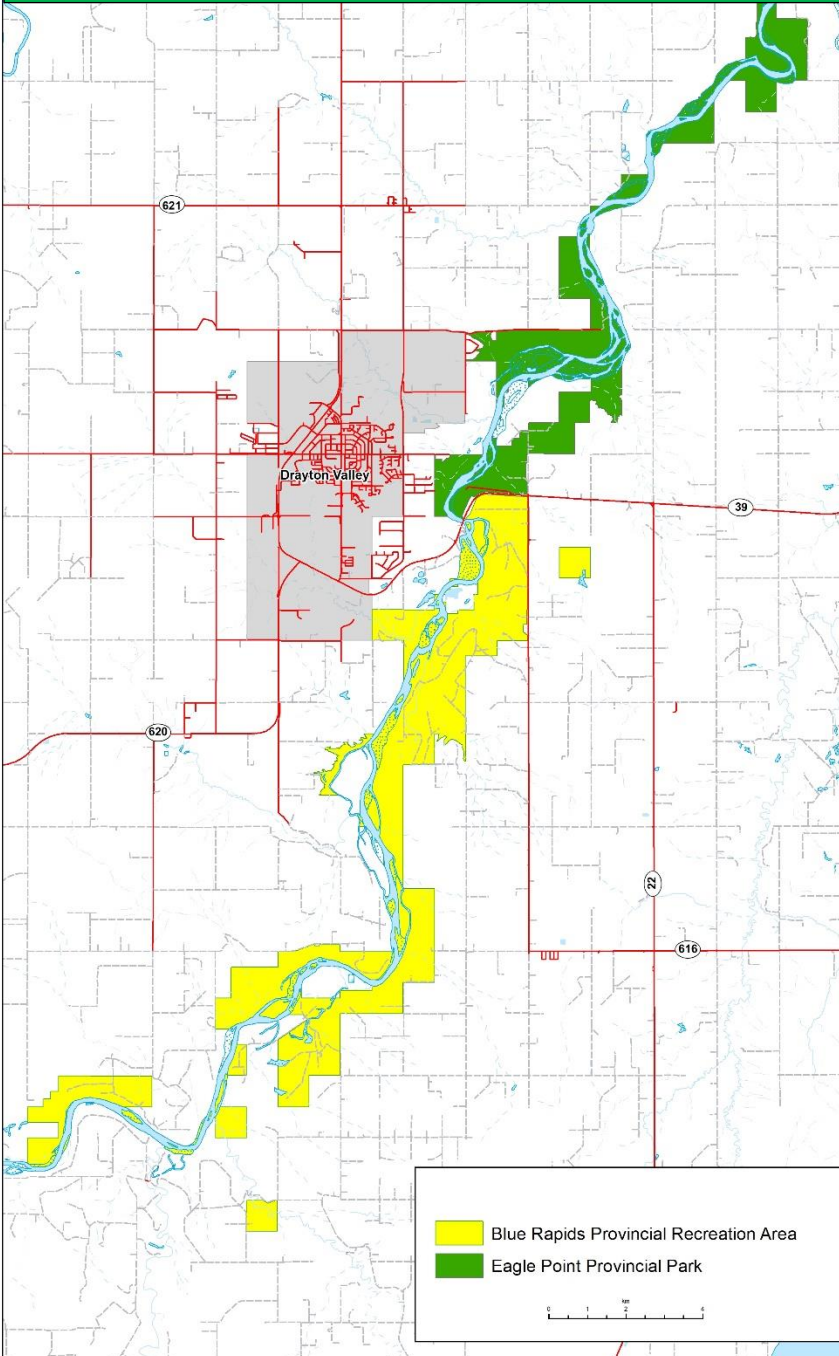 621
Drayton Valley
39
620
22
616
Blue Rapids Provincial Recreation Area
Eagle Point Provincial Park
km
0 1 2 4